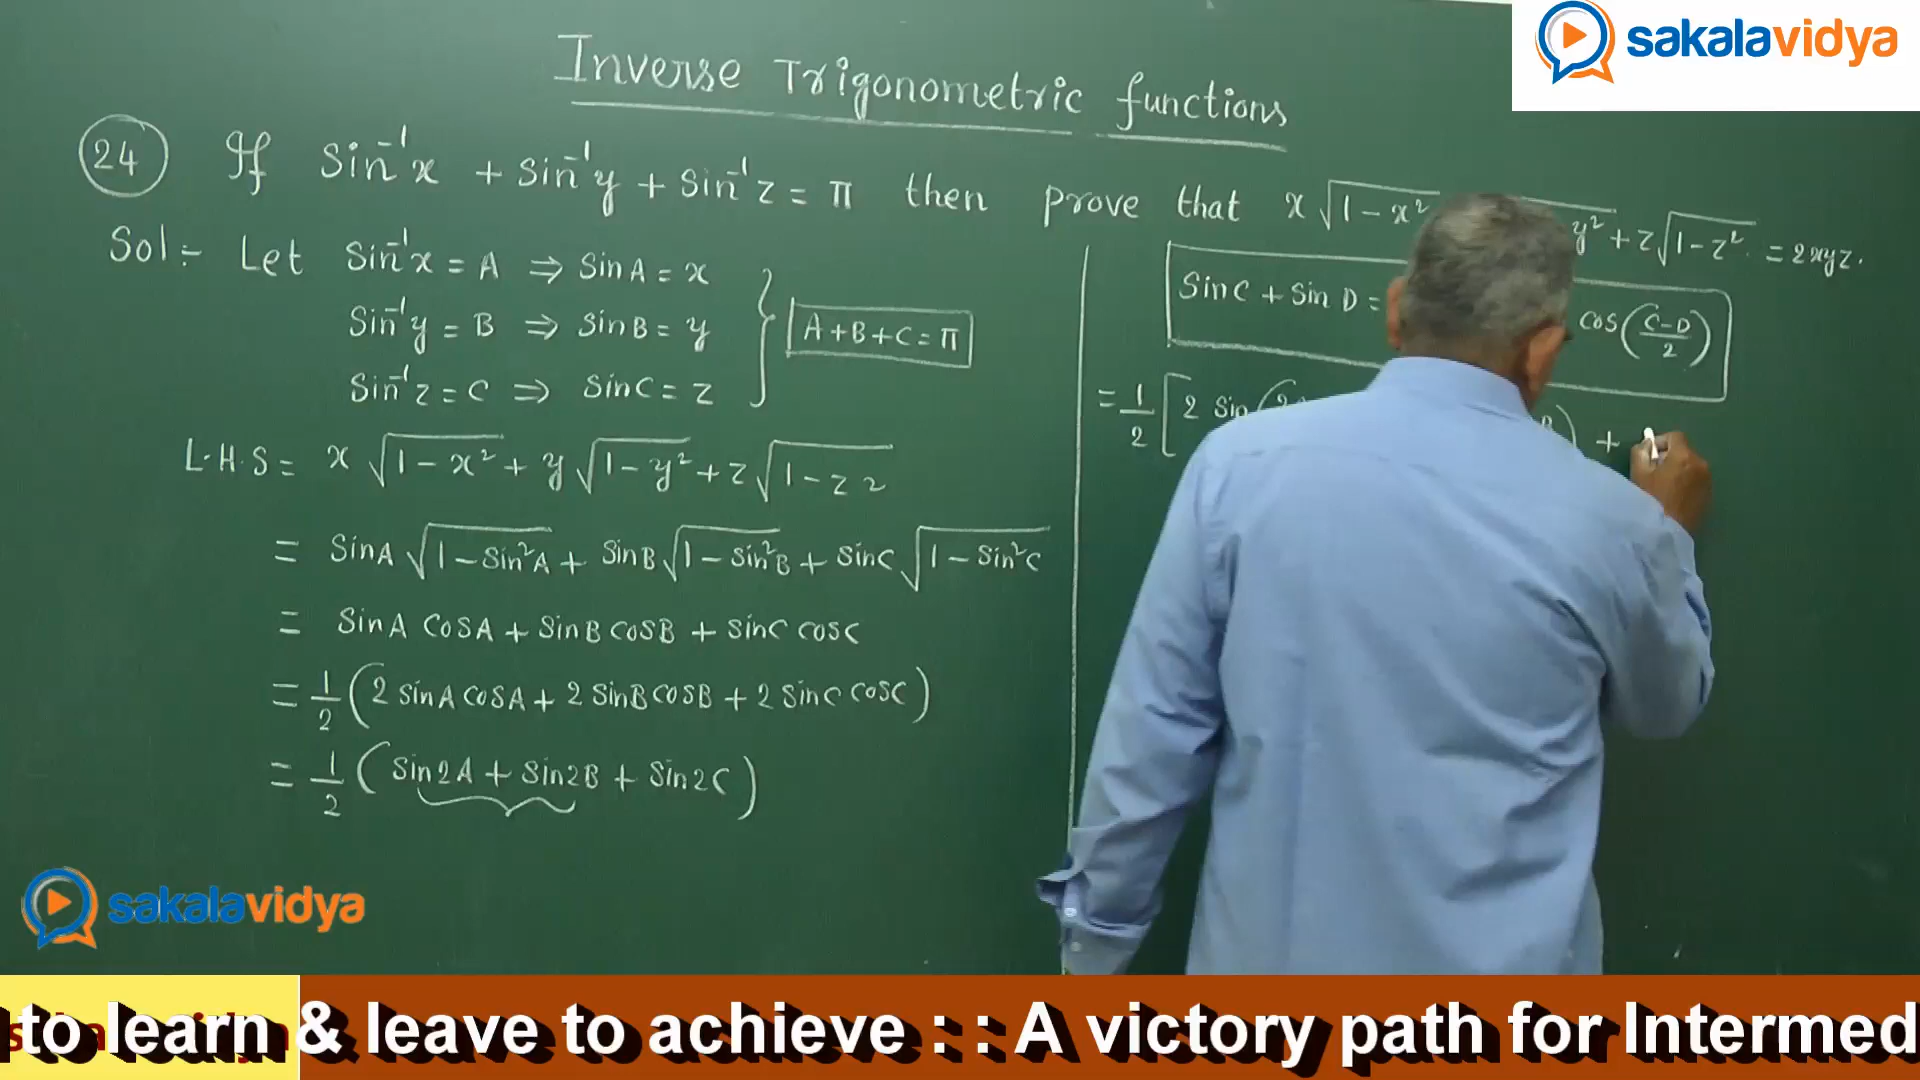 sakalavidya
Inverse Trigonometric functions
24 If Sin⁻¹x + Sin⁻¹y + Sin⁻¹z = π then prove that x √1-x² y² + z√1-z² = 2xyz.
Sol:- Let Sin⁻¹x = A ⇒ SinA = x
Sin⁻¹y = B ⇒ SinB = y
Sin⁻¹z = C ⇒ SinC = z
A+B+C = π
L.H.S = x √1-x² + y√1-y² + z√1-z2
= SinA √1-Sin²A + SinB√1-Sin²B + SinC √1-Sin²C
= SinA CosA + SinB CosB + SinC CosC
= 1/2 (2 SinA CosA + 2 SinB CosB + 2 SinC CosC)
= 1/2 (Sin2A + Sin2B + Sin2C)
SinC + Sin D = Cos(C-D/2)
= 1/2 [2 Sin ( ) +
sakalavidya
to learn & leave to achieve : : A victory path for Intermed